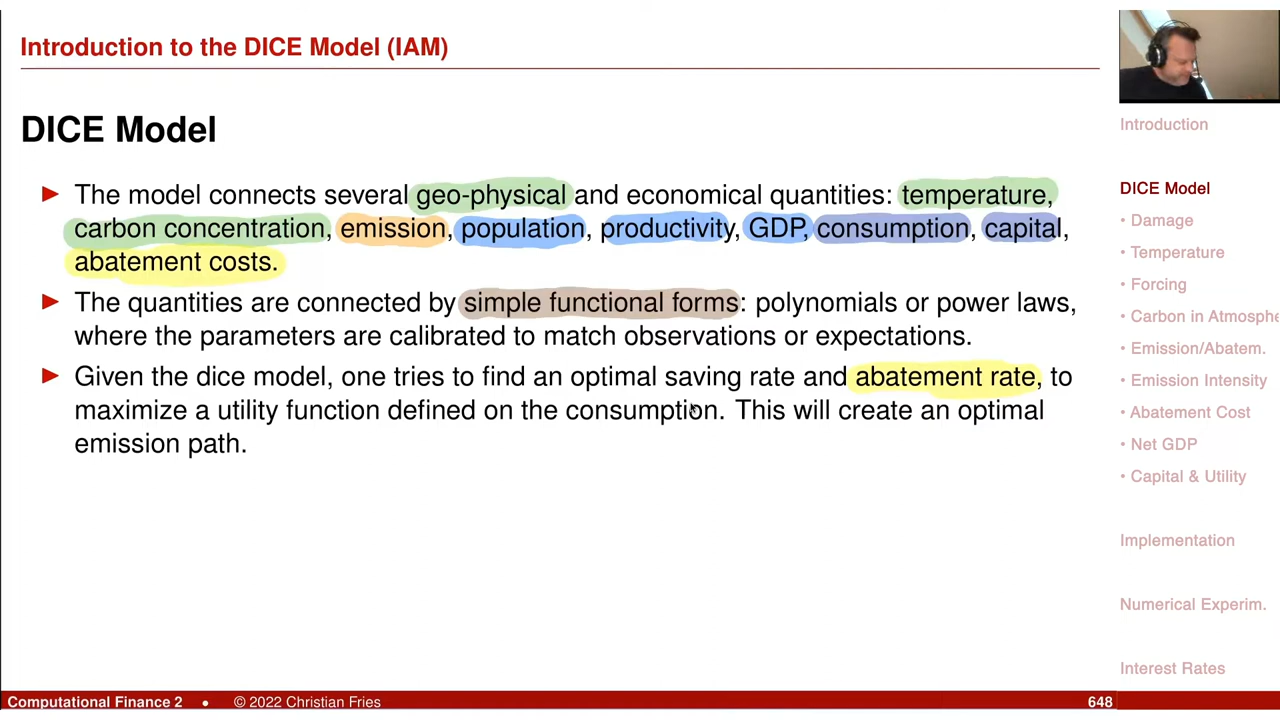 Introduction to the DICE Model (IAM)
DICE Model
The model connects several geo-physical and economical quantities: temperature,
carbon concentration, emission, population, productivity, GDP, consumption, capital,
abatement costs.
The quantities are connected by simple functional forms: polynomials or power laws,
where the parameters are calibrated to match observations or expectations.
Given the dice model, one tries to find an optimal saving rate and abatement rate, to
maximize a utility function defined on the consumption. This will create an optimal
emission path.
Introduction
DICE Model
• Damage
• Temperature
• Forcing
• Carbon in Atmosphe
• Emission/Abatem.
• Emission Intensity
• Abatement Cost
• Net GDP
• Capital & Utility
Implementation
Numerical Experim.
Interest Rates
Computational Finance 2 • © 2022 Christian Fries 648